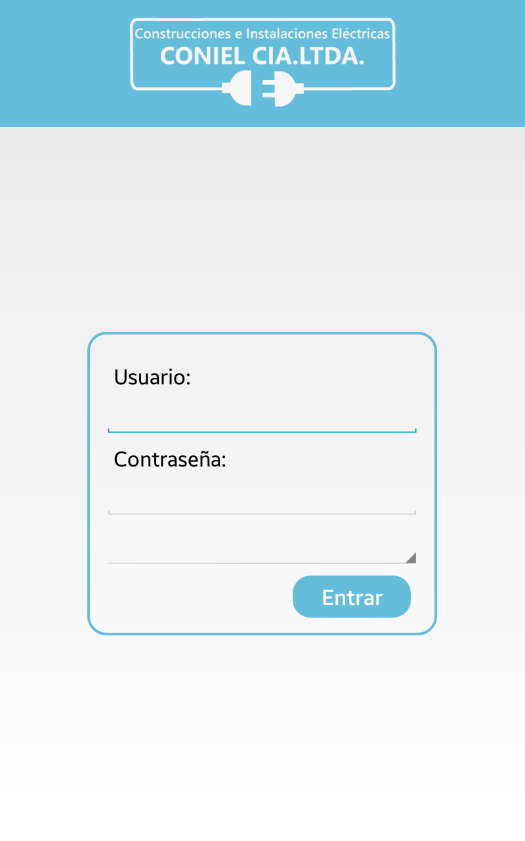 Construcciones e Instalaciones Eléctricas
CONIEL CIA.LTDA.
Usuario:
Contraseña:
Entrar